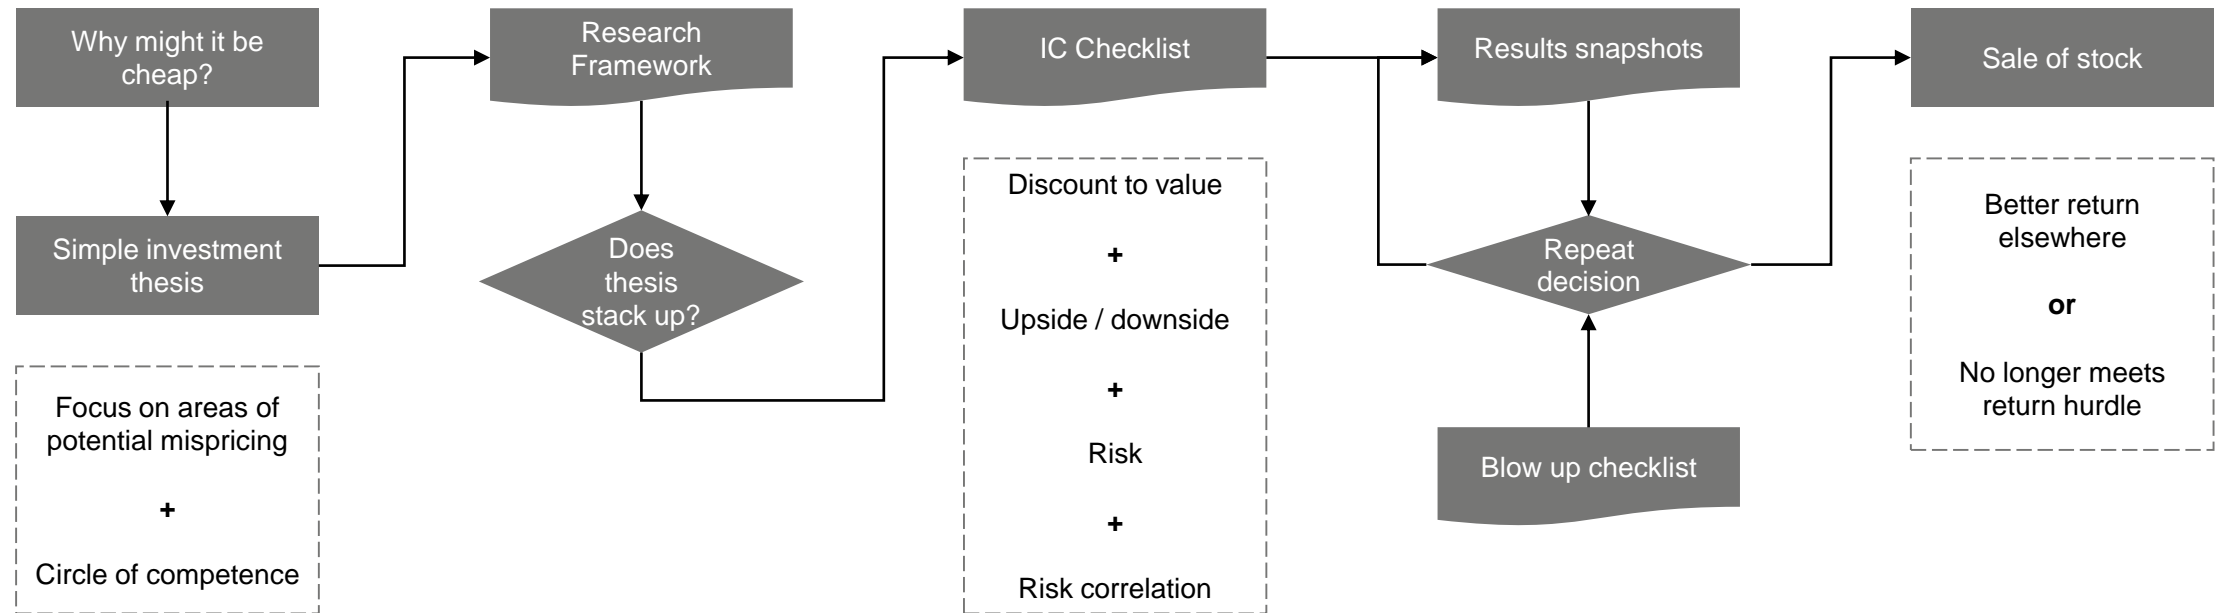 Why might it be
cheap?
Simple investment
thesis
Focus on areas of
potential mispricing
+
Circle of competence
Research
Framework
Does
thesis
stack up?
IC Checklist
Discount to value
+
Upside / downside
+
Risk
+
Risk correlation
Results snapshots
Repeat
decision
Blow up checklist
Sale of stock
Better return
elsewhere
or
No longer meets
return hurdle